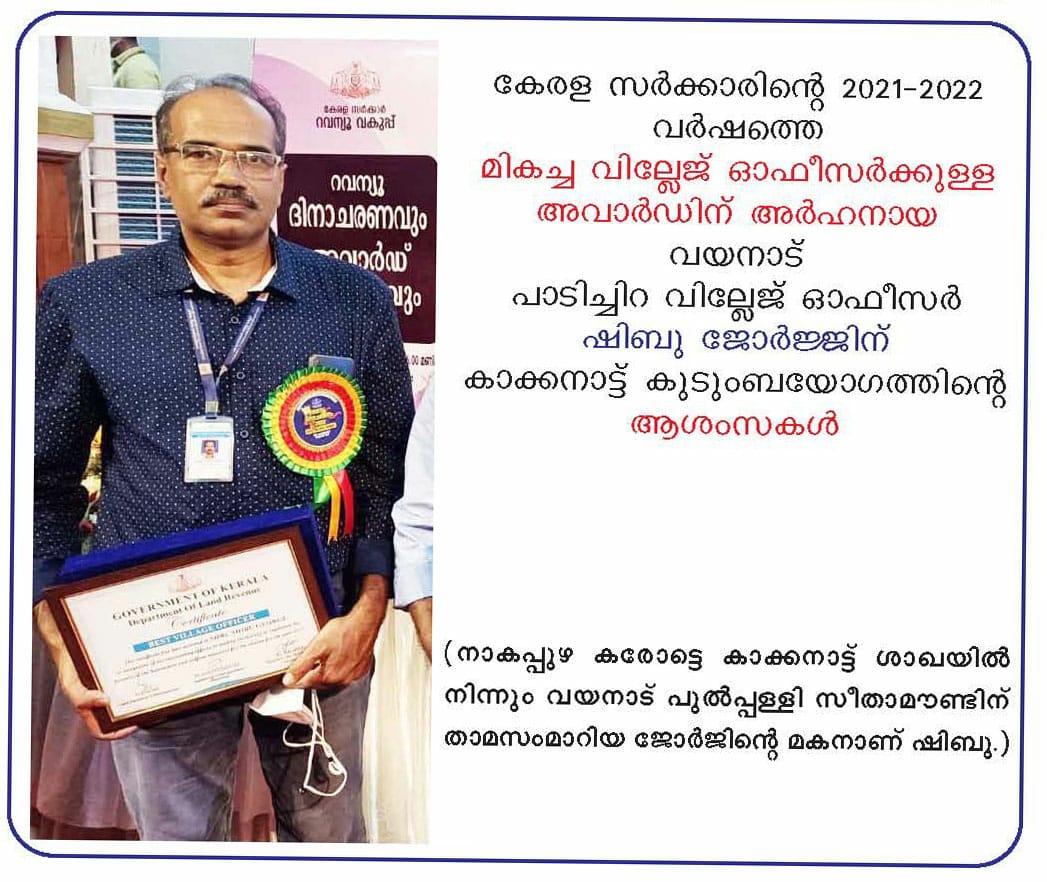 കേരള സർക്കാരിന്റെ 2021-2022
വർഷത്തെ
മികച്ച വില്ലേജ് ഓഫീസർക്കുള്ള
അവാർഡിന് അർഹനായ
വയനാട്
പാടിച്ചിറ വില്ലേജ് ഓഫീസർ
ഷിബു ജോർജ്ജിന്
കാക്കനാട്ട് കുടുംബയോഗത്തിന്റെ
ആശംസകൾ
(നാകപ്പുഴ കരോട്ടെ കാക്കനാട്ട് ശാഖയിൽ
നിന്നും വയനാട് പുൽപ്പള്ളി സീതാമൗണ്ടിന്
താമസംമാറിയ ജോർജിന്റെ മകനാണ് ഷിബു.)
കേരള സർക്കാർ
റവന്യൂ വകുപ്പ്
റവന്യൂ
ദിനാചരണവും
അവാർഡ്
GOVERNMENT OF KERALA
Department Of Land Revenue
Certificate
BEST VILLAGE OFFICER